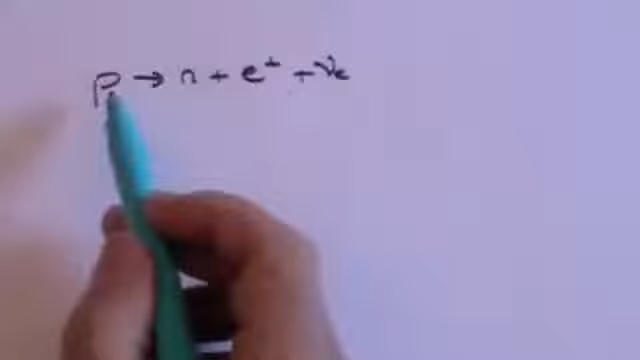 p → n + e⁺ + νₑ